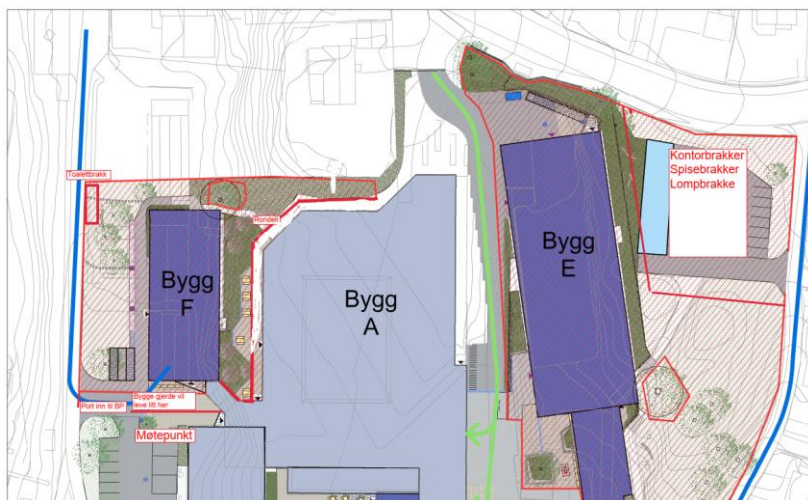 Toalettbrakk
Kontorbrakker
Spisebrakker
Lompbrakke
Rondell
Bygg
F
Bygg
A
Bygg
E
Port inn til BP
Bygge gjerde vil
leve litt her
Møtepunkt